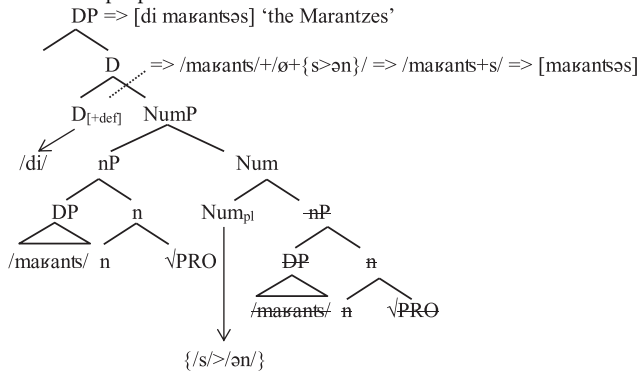 DP => [di maʁantsəs] ‘the Marantzes’
D => /maʁants/+/ø+{s>ən}/ => /maʁants+s/ => [maʁantsəs]
D[+def] NumP
/di/ nP Num
DP n Numpl nP
/maʁants/ n √PRO DP n
/maʁants/ n √PRO
{/s/>/ən/}